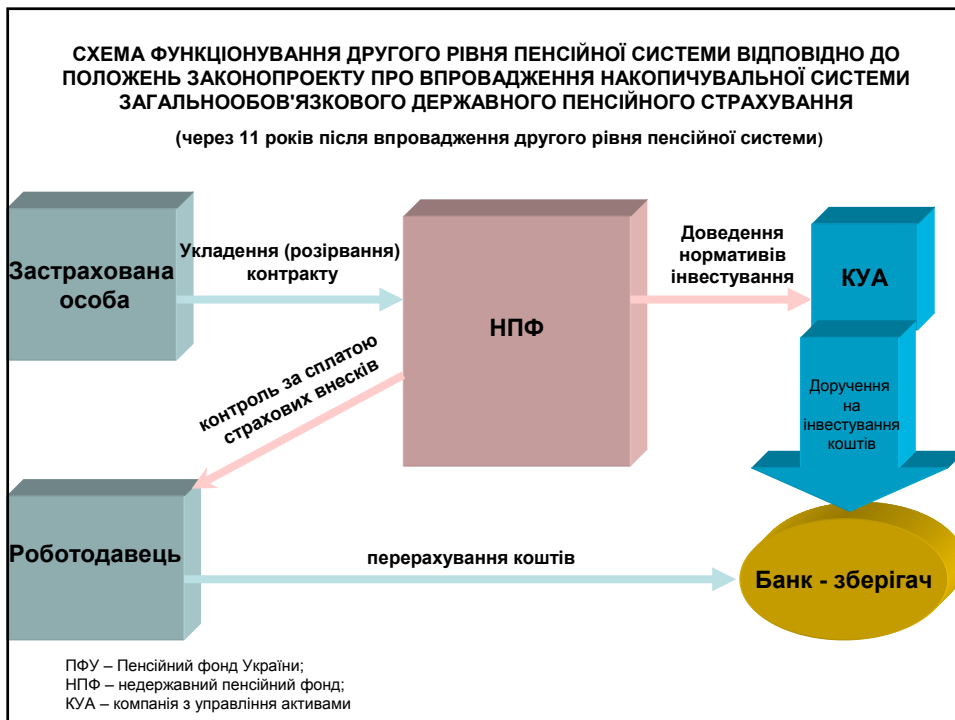 СХЕМА ФУНКЦІОНУВАННЯ ДРУГОГО РІВНЯ ПЕНСІЙНОЇ СИСТЕМИ ВІДПОВІДНО ДО
ПОЛОЖЕНЬ ЗАКОНОПРОЕКТУ ПРО ВПРОВАДЖЕННЯ НАКОПИЧУВАЛЬНОЇ СИСТЕМИ
ЗАГАЛЬНООБОВ'ЯЗКОВОГО ДЕРЖАВНОГО ПЕНСІЙНОГО СТРАХУВАННЯ
(через 11 років після впровадження другого рівня пенсійної системи)
Застрахована
особа
Укладення (розірвання)
контракту
НПФ
Доведення
нормативів
інвестування
КУА
контроль за сплатою
страхових внесків
Доручення
на
інвестування
коштів
Роботодавець
перерахування коштів
Банк - зберігач
ПФУ – Пенсійний фонд України;
НПФ – недержавний пенсійний фонд;
КУА – компанія з управління активами